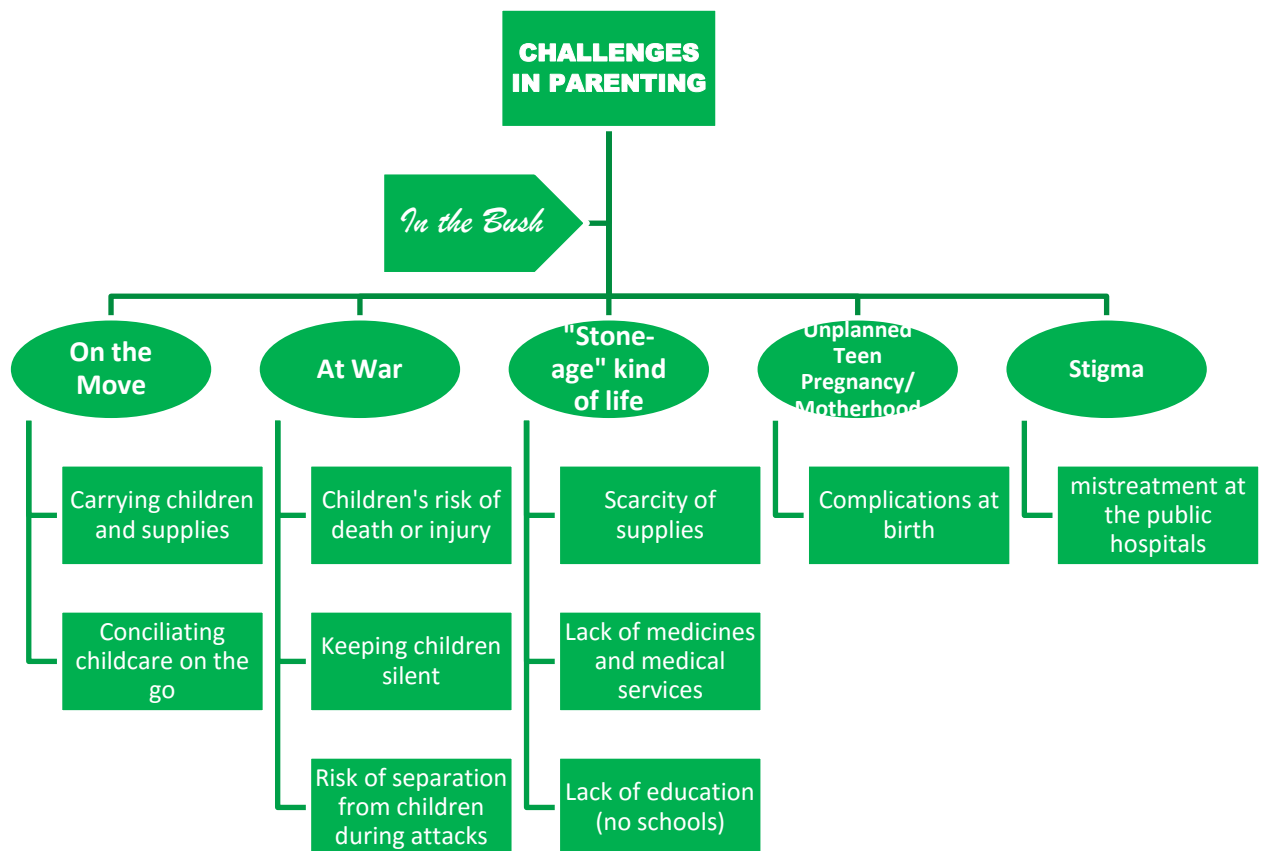 CHALLENGES
IN PARENTING
In the Bush
On the
Move
Carrying children
and supplies
Conciliating
childcare on the
go
At War
Children's risk of
death or injury
Keeping children
silent
Risk of separation
from children
during attacks
"Stone-
age" kind
of life
Scarcity of
supplies
Lack of medicines
and medical
services
Lack of education
(no schools)
Unplanned
Teen
Pregnancy/
Motherhood
Complications at
birth
Stigma
mistreatment at
the public
hospitals